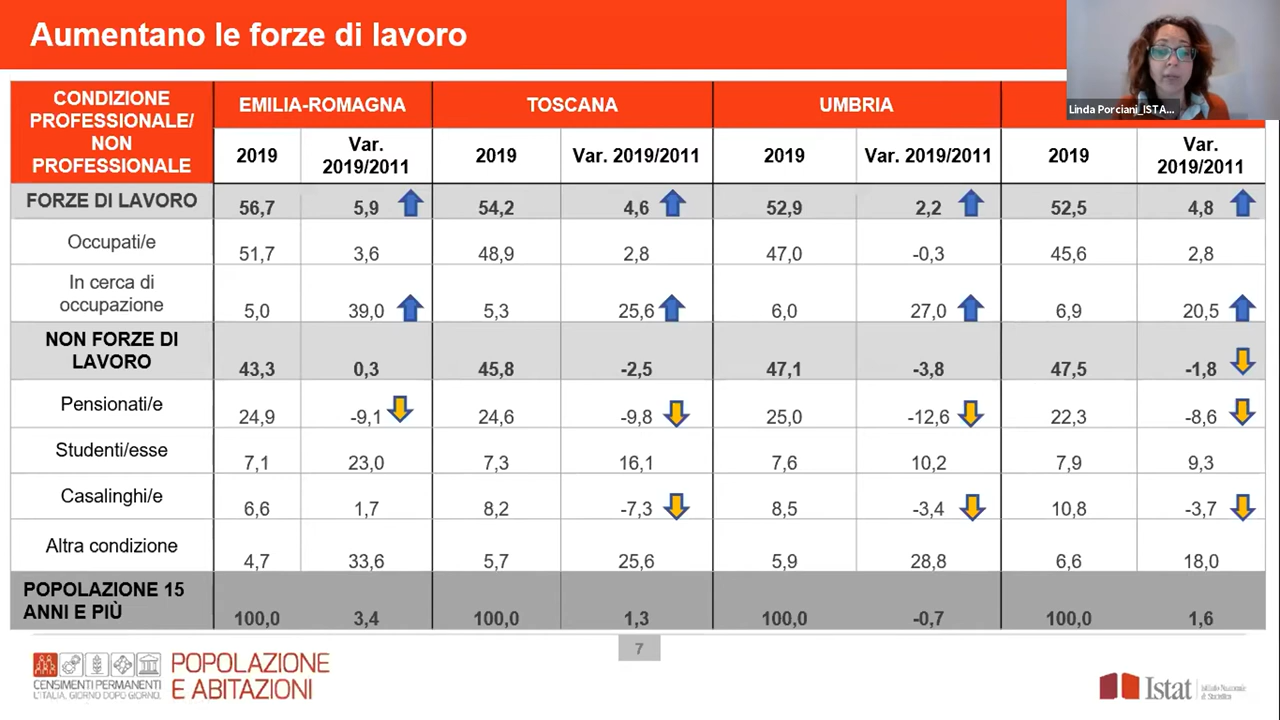 Aumentano le forze di lavoro
Linda Porciani_ISTA...
CONDIZIONE PROFESSIONALE/ NON PROFESSIONALE EMILIA-ROMAGNA TOSCANA UMBRIA
2019 Var. 2019/2011 2019 Var. 2019/2011 2019 Var. 2019/2011 2019 Var. 2019/2011
FORZE DI LAVORO 56,7 5,9 54,2 4,6 52,9 2,2 52,5 4,8
Occupati/e 51,7 3,6 48,9 2,8 47,0 -0,3 45,6 2,8
In cerca di occupazione 5,0 39,0 5,3 25,6 6,0 27,0 6,9 20,5
NON FORZE DI LAVORO 43,3 0,3 45,8 -2,5 47,1 -3,8 47,5 -1,8
Pensionati/e 24,9 -9,1 24,6 -9,8 25,0 -12,6 22,3 -8,6
Studenti/esse 7,1 23,0 7,3 16,1 7,6 10,2 7,9 9,3
Casalinghi/e 6,6 1,7 8,2 -7,3 8,5 -3,4 10,8 -3,7
Altra condizione 4,7 33,6 5,7 25,6 5,9 28,8 6,6 18,0
POPOLAZIONE 15 ANNI E PIÙ 100,0 3,4 100,0 1,3 100,0 -0,7 100,0 1,6
7
CENSIMENTI PERMANENTI
L'ITALIA, GIORNO DOPO GIORNO.
POPOLAZIONE
E ABITAZIONI
Istat
Istituto Nazionale
di Statistica